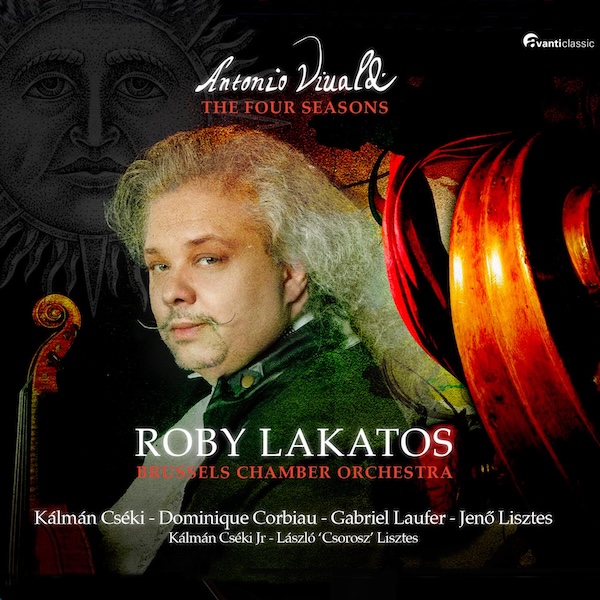 avanticlassic
Antonio Vivaldi
THE FOUR SEASONS
ROBY LAKATOS
BRUSSELS CHAMBER ORCHESTRA
Kálmán Cséki - Dominique Corbiau - Gabriel Laufer - Jenő Lisztes
Kálmán Cséki Jr - László ‘Csorosz’ Lisztes